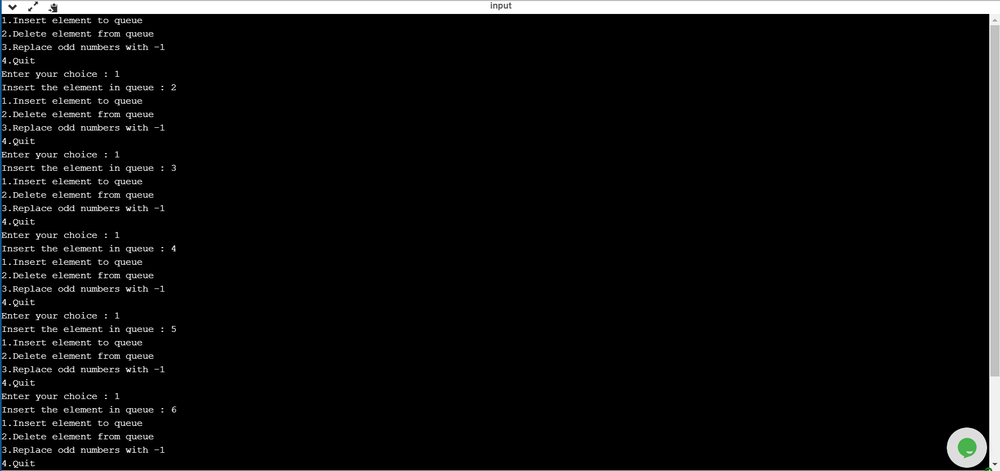 input
1.Insert element to queue
2.Delete element from queue
3.Replace odd numbers with -1
4.Quit
Enter your choice : 1
Insert the element in queue : 2
1.Insert element to queue
2.Delete element from queue
3.Replace odd numbers with -1
4.Quit
Enter your choice : 1
Insert the element in queue : 3
1.Insert element to queue
2.Delete element from queue
3.Replace odd numbers with -1
4.Quit
Enter your choice : 1
Insert the element in queue : 4
1.Insert element to queue
2.Delete element from queue
3.Replace odd numbers with -1
4.Quit
Enter your choice : 1
Insert the element in queue : 5
1.Insert element to queue
2.Delete element from queue
3.Replace odd numbers with -1
4.Quit
Enter your choice : 1
Insert the element in queue : 6
1.Insert element to queue
2.Delete element from queue
3.Replace odd numbers with -1
4.Quit